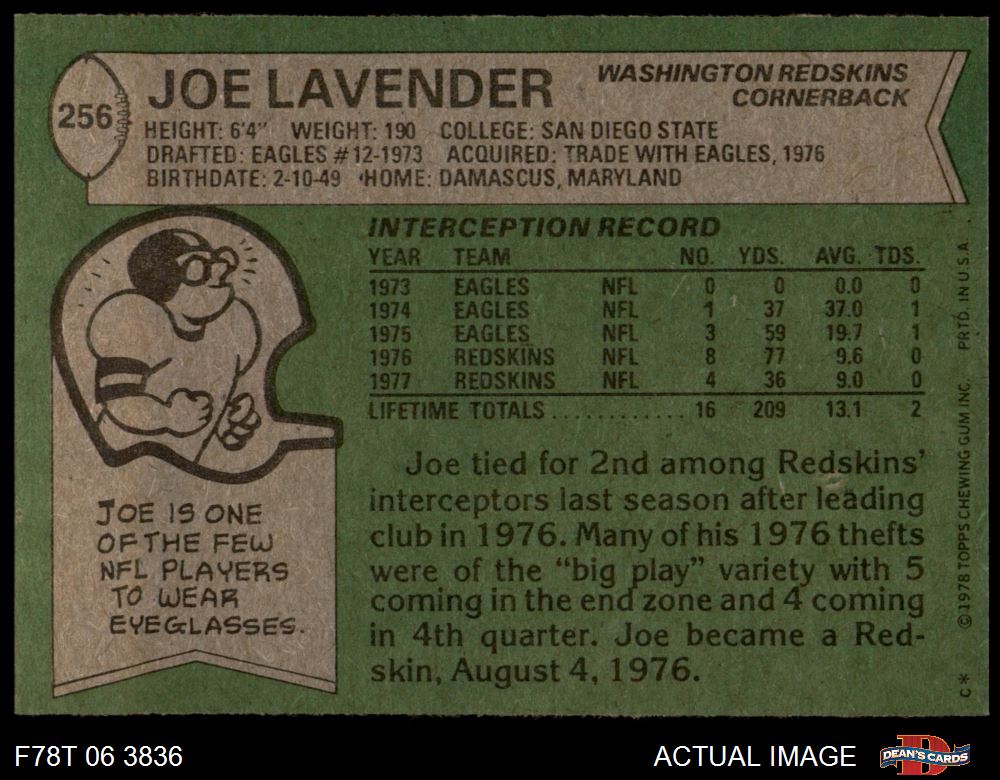 256
JOE LAVENDER
WASHINGTON REDSKINS
CORNERBACK
HEIGHT: 6'4" WEIGHT: 190 COLLEGE: SAN DIEGO STATE
DRAFTED: EAGLES #12-1973 ACQUIRED: TRADE WITH EAGLES, 1976
BIRTHDATE: 2-10-49 HOME: DAMASCUS, MARYLAND
INTERCEPTION RECORD
YEAR TEAM NO. YDS. AVG. TDS.
1973 EAGLES NFL 0 0 0.0 0
1974 EAGLES NFL 1 37 37.0 1
1975 EAGLES NFL 3 59 19.7 1
1976 REDSKINS NFL 8 77 9.6 0
1977 REDSKINS NFL 4 36 9.0 0
LIFETIME TOTALS............ 16 209 13.1 2
JOE IS ONE
OF THE FEW
NFL PLAYERS
TO WEAR
EYEGLASSES.
Joe tied for 2nd among Redskins'
interceptors last season after leading
club in 1976. Many of his 1976 thefts
were of the "big play" variety with 5
coming in the end zone and 4 coming
in 4th quarter. Joe became a Red-
skin, August 4, 1976.
C* ©1978 TOPPS CHEWING GUM INC. PRTD. IN U.S.A.
F78T 06 3836
ACTUAL IMAGE
D
DEAN'S CARDS